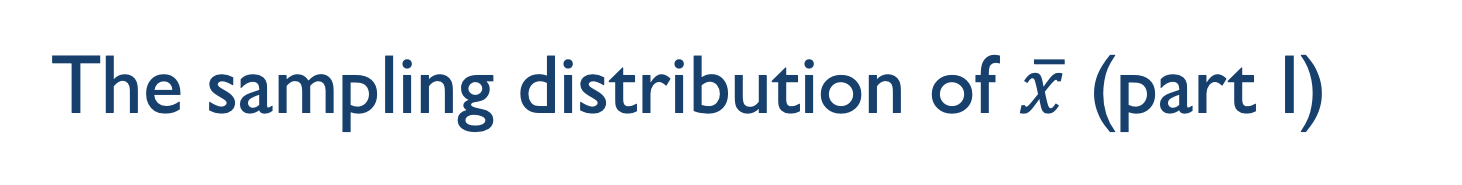 The sampling distribution of x̄ (part I)